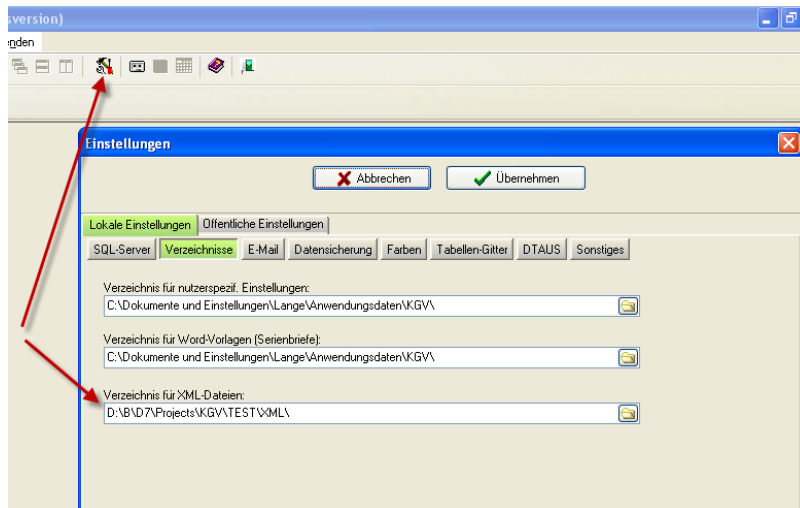 sversion)
enden
Einstellungen
Abbrechen
Übernehmen
Lokale Einstellungen
Öffentliche Einstellungen
SQL-Server
Verzeichnisse
E-Mail
Datensicherung
Farben
Tabellen-Gitter
DTAUS
Sonstiges
Verzeichnis für nutzerspezif. Einstellungen:
C:\Dokumente und Einstellungen\Lange\Anwendungsdaten\KGV\
Verzeichnis für Word-Vorlagen (Serienbriefe):
C:\Dokumente und Einstellungen\Lange\Anwendungsdaten\KGV\
Verzeichnis für XML-Dateien:
D:\B\D7\Projects\KGV\TEST\XML\